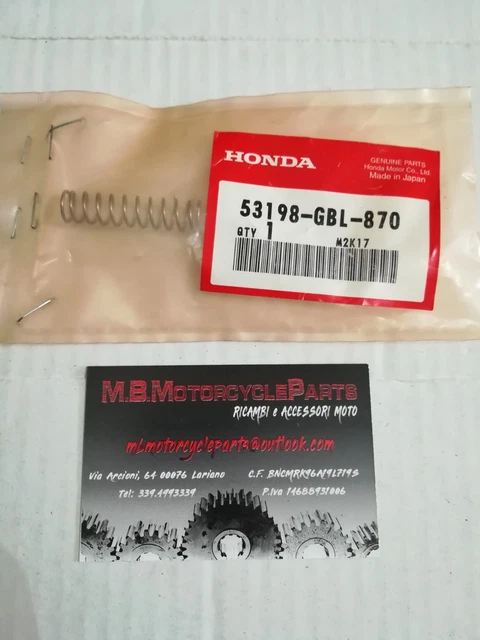 HONDA
GENUINE PARTS
Honda Motor Co., Ltd.
Made in Japan
53198-GBL-870
QTY 1
M2K17
M.B.MOTORCYCLEPARTS
RICAMBI e ACCESSORI MOTO
mbmotorcycleparts@outlook.com
Via Arcioni, 64 00076 Lariano
C.F. BNCMRK96A19L719S
Tel: 339.4993339
P.Iva 14688931006